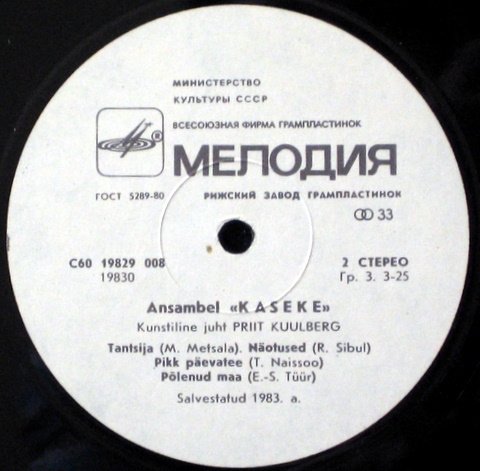 МИНИСТЕРСТВО
КУЛЬТУРЫ СССР
ВСЕСОЮЗНАЯ ФИРМА ГРАМПЛАСТИНОК
®
МЕЛОДИЯ
ГОСТ 5289-80 РИЖСКИЙ ЗАВОД ГРАМПЛАСТИНОК
33
С60 19829 008 2 СТЕРЕО
19830 Гр. 3. 3-25
Ansambel «KASEKE»
Kunstiline juht PRIIT KUULBERG
Tantsija (M. Metsala). Näotused (R. Sibul)
Pikk päevatee (T. Naissoo)
Põlenud maa (E.-S. Tüür)
Salvestatud 1983. a.